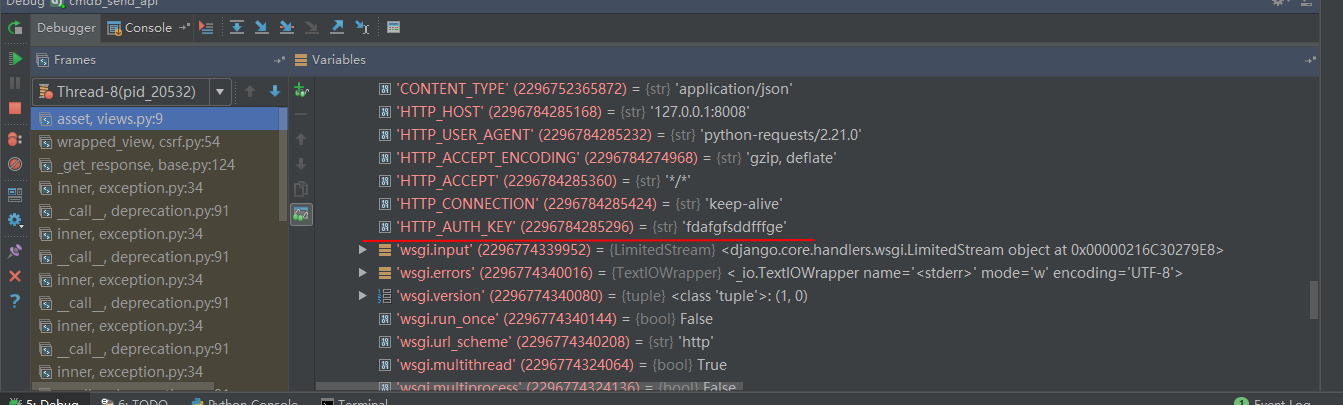 Debug cmdb_send_api
Debugger Console
Frames
Variables
Thread-8(pid_20532)
asset, views.py:9
wrapped_view, csrf.py:54
_get_response, base.py:124
inner, exception.py:34
__call__, deprecation.py:91
inner, exception.py:34
__call__, deprecation.py:91
inner, exception.py:34
__call__, deprecation.py:91
inner, exception.py:34
__call__, deprecation.py:91
inner, exception.py:34
__call__, deprecation.py:91
'CONTENT_TYPE' (2296752365872) = {str} 'application/json'
'HTTP_HOST' (2296784285168) = {str} '127.0.0.1:8008'
'HTTP_USER_AGENT' (2296784285232) = {str} 'python-requests/2.21.0'
'HTTP_ACCEPT_ENCODING' (2296784274968) = {str} 'gzip, deflate'
'HTTP_ACCEPT' (2296784285360) = {str} '*/*'
'HTTP_CONNECTION' (2296784285424) = {str} 'keep-alive'
'HTTP_AUTH_KEY' (2296784285296) = {str} 'fdafgfsddfffge'
'wsgi.input' (2296774339952) = {LimitedStream} <django.core.handlers.wsgi.LimitedStream object at 0x00000216C30279E8>
'wsgi.errors' (2296774340016) = {TextIOWrapper} <_io.TextIOWrapper name='<stderr>' mode='w' encoding='UTF-8'>
'wsgi.version' (2296774340080) = {tuple} <class 'tuple'>: (1, 0)
'wsgi.run_once' (2296774340144) = {bool} False
'wsgi.url_scheme' (2296774340208) = {str} 'http'
'wsgi.multithread' (2296774324064) = {bool} True
'wsgi.multiprocess' (2296774324136) = {bool} False
5: Debug 6: TODO Python Console Terminal 1 Event Log